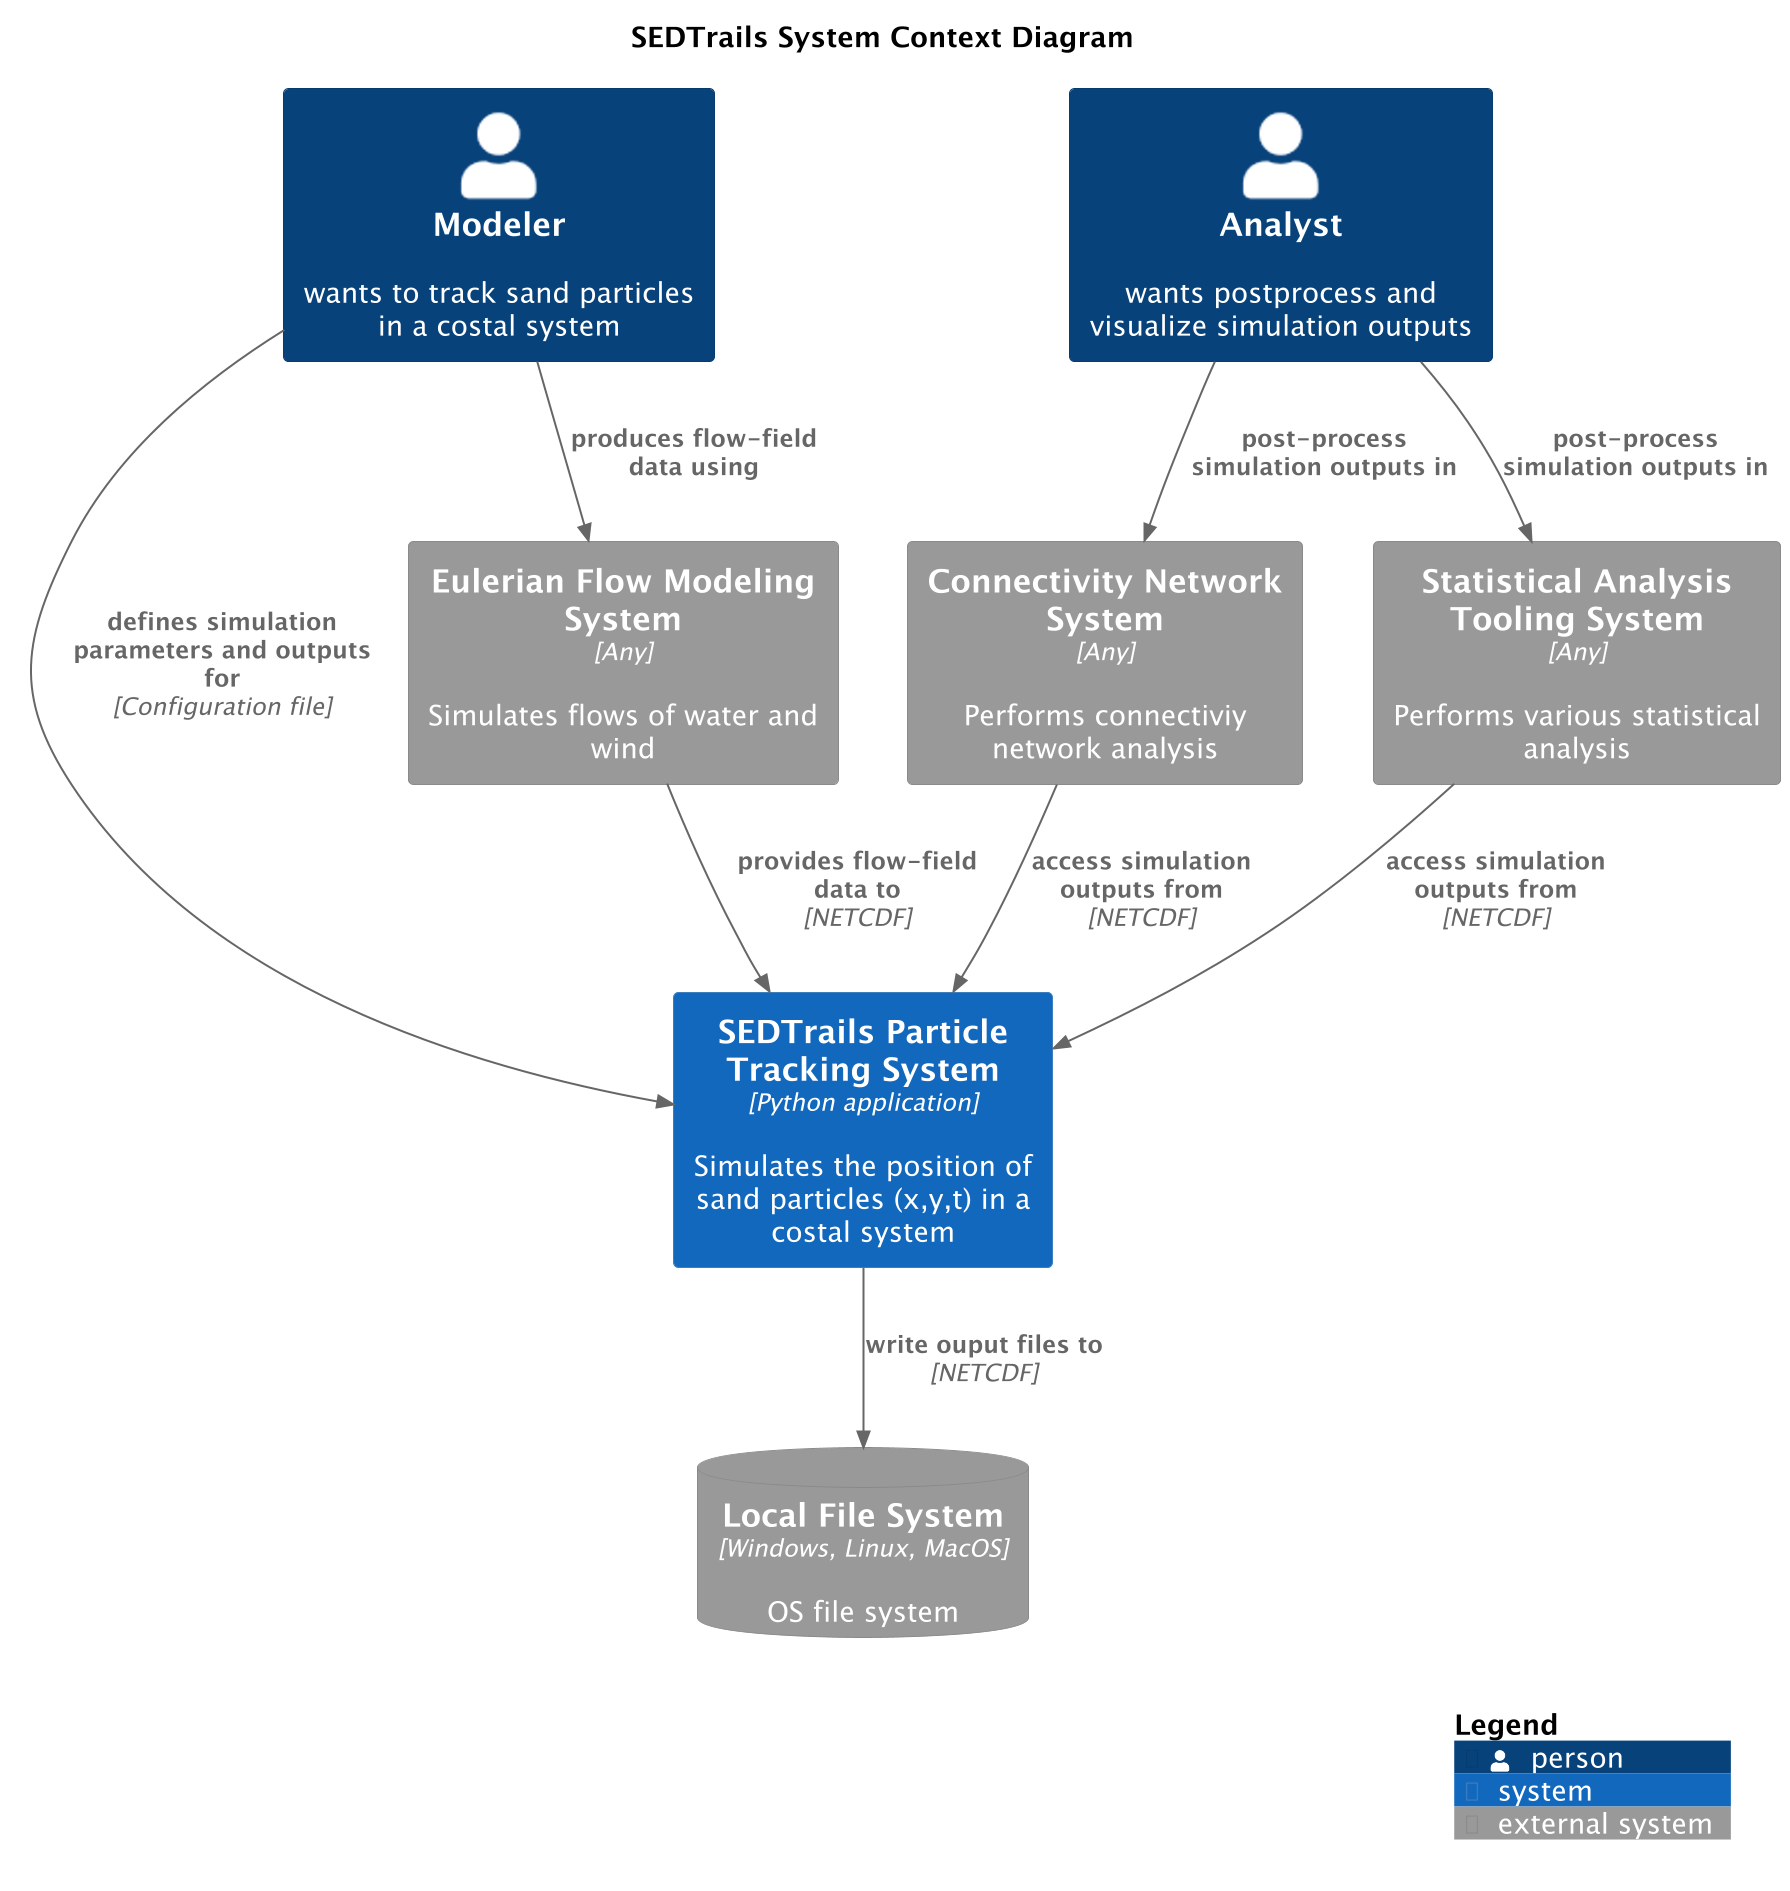 SEDTrails System Context Diagram
Modeler
wants to track sand particles
in a costal system
Analyst
wants postprocess and
visualize simulation outputs
produces flow-field
data using
post-process
simulation outputs in
post-process
simulation outputs in
defines simulation
parameters and outputs
for
[Configuration file]
Eulerian Flow Modeling
System
[Any]
Simulates flows of water and
wind
Connectivity Network
System
[Any]
Performs connectiviy
network analysis
Statistical Analysis
Tooling System
[Any]
Performs various statistical
analysis
provides flow-field
data to
[NETCDF]
access simulation
outputs from
[NETCDF]
access simulation
outputs from
[NETCDF]
SEDTrails Particle
Tracking System
[Python application]
Simulates the position of
sand particles (x,y,t) in a
costal system
write ouput files to
[NETCDF]
Local File System
[Windows, Linux, MacOS]
OS file system
Legend
person
system
external system